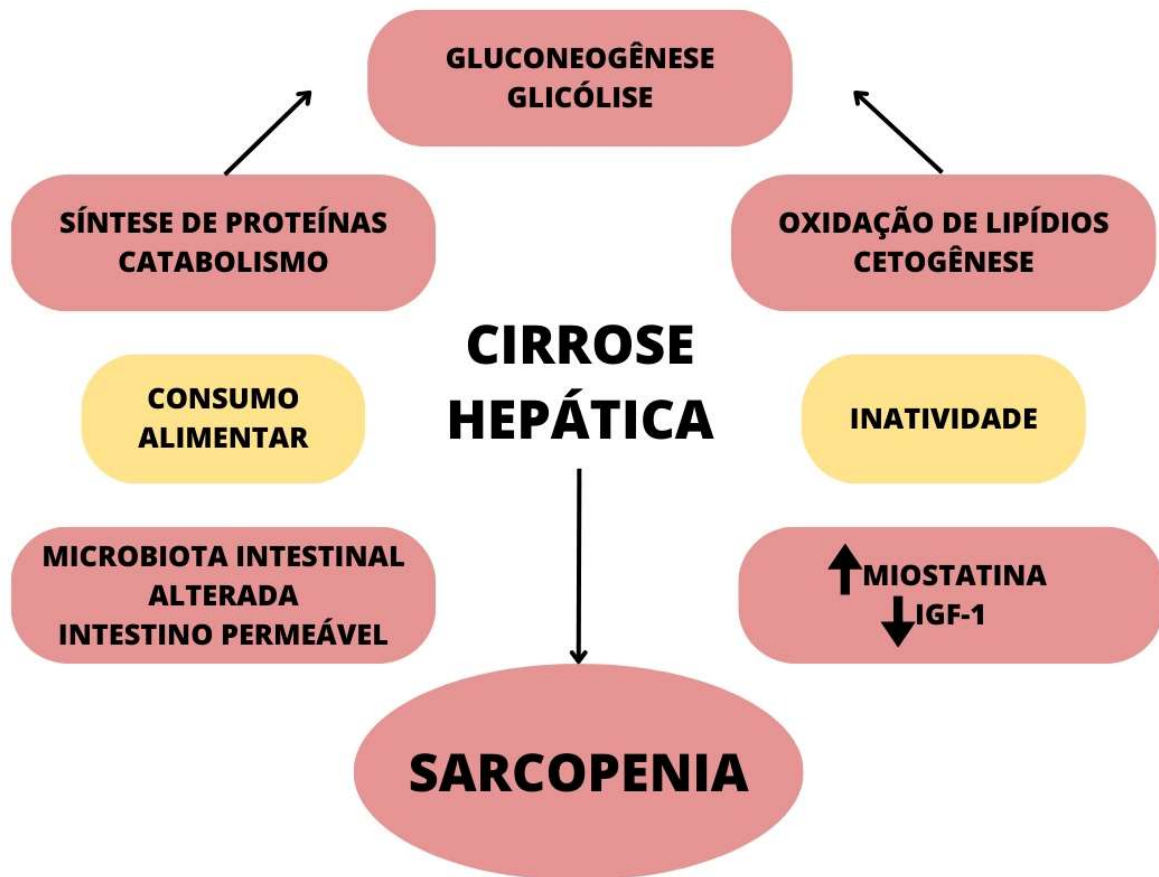 GLUCONEOGÊNESE
GLICÓLISE
SÍNTESE DE PROTEÍNAS
CATABOLISMO
OXIDAÇÃO DE LIPÍDIOS
CETOGÊNESE
CIRROSE
HEPÁTICA
CONSUMO
ALIMENTAR
INATIVIDADE
MICROBIOTA INTESTINAL
ALTERADA
INTESTINO PERMEÁVEL
MIOSTATINA
IGF-1
SARCOPENIA